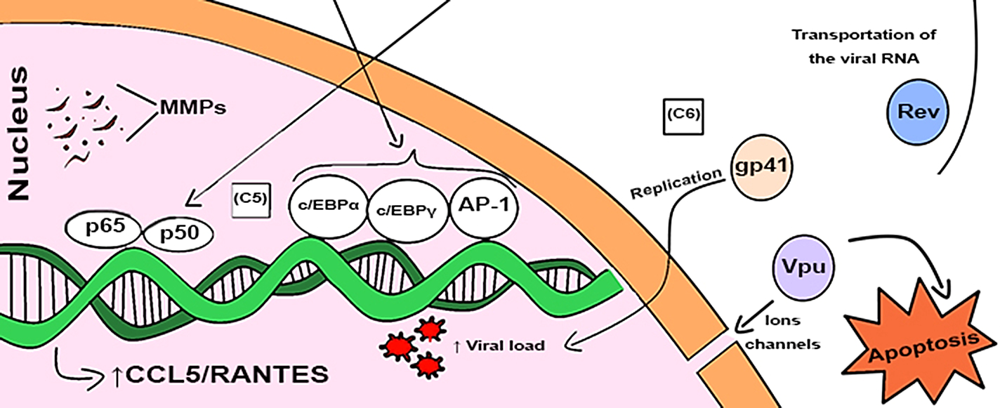 Transportation of
the viral RNA
Rev
Nucleus
MMPs
(C6)
gp41
Replication
(C5)
c/EBPα
c/EBPγ
AP-1
p65
p50
Vpu
Ions
channels
Apoptosis
↑ Viral load
↑CCL5/RANTES